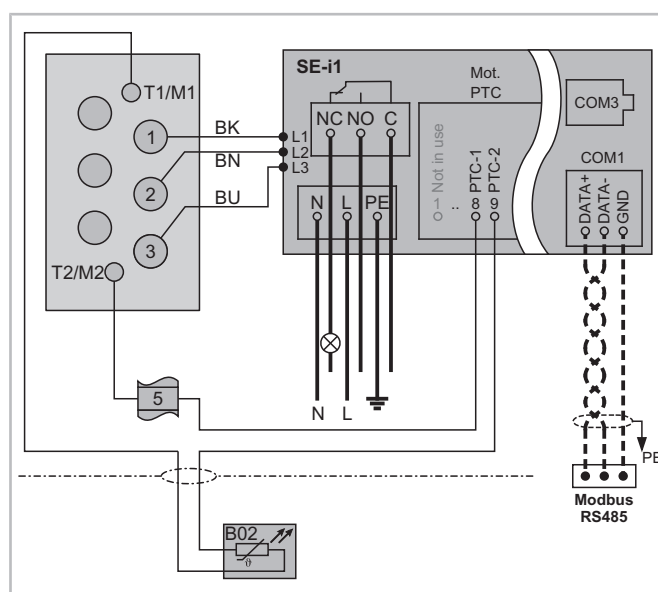 SE-i1
Mot.
PTC
COM3
T1/M1
NC NO C
1
BK
L1
L2
BN
L3
COM1
2
BU
N L PE
1 Not in use
..
8 PTC-1
9 PTC-2
DATA+
DATA-
GND
3
T2/M2
5
N L
PE
Modbus
RS485
B02
ϑ